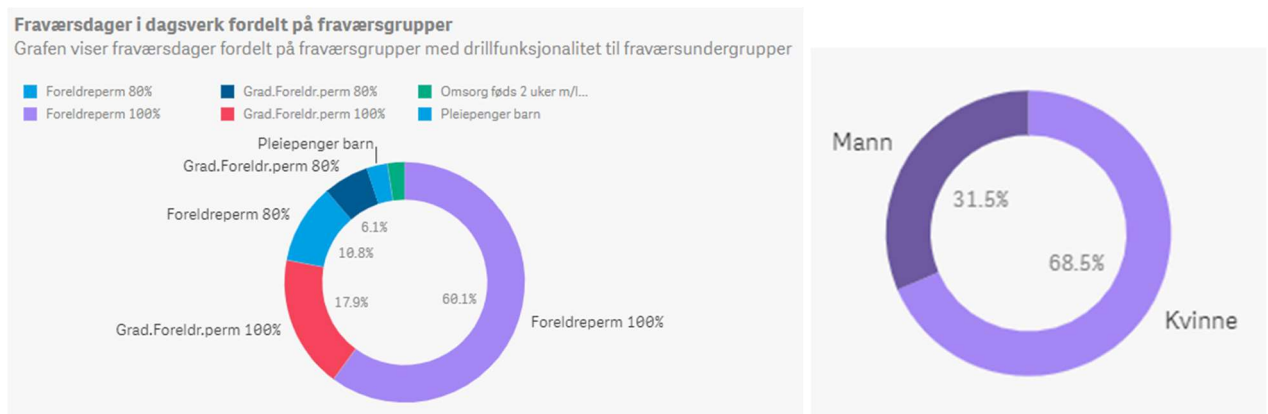 Fraværsdager i dagsverk fordelt på fraværsgrupper
Grafen viser fraværsdager fordelt på fraværsgrupper med drillfunksjonalitet til fraværsundergrupper
Foreldreperm 80%
Grad.Foreldr.perm 80%
Omsorg føds 2 uker m/l...
Foreldreperm 100%
Grad.Foreldr.perm 100%
Pleiepenger barn
Pleiepenger barn
Grad.Foreldr.perm 80%
Foreldreperm 80%
6.1%
10.8%
17.9%
60.1%
Grad.Foreldr.perm 100%
Foreldreperm 100%
Mann
31.5%
68.5%
Kvinne